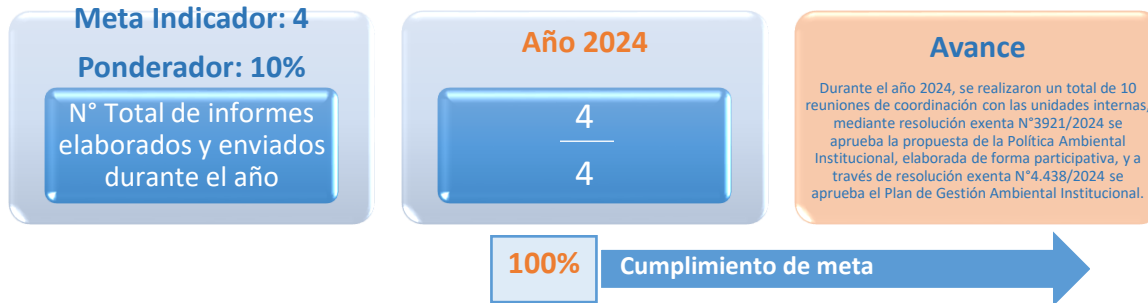 Meta Indicador: 4
Ponderador: 10%
N° Total de informes
elaborados y enviados
durante el año
Año 2024
4
4
Avance
Durante el año 2024, se realizaron un total de 10
reuniones de coordinación con las unidades internas,
mediante resolución exenta N°3921/2024 se
aprueba la propuesta de la Política Ambiental
Institucional, elaborada de forma participativa, y a
través de resolución exenta N°4.438/2024 se
aprueba el Plan de Gestión Ambiental Institucional.
100%
Cumplimiento de meta